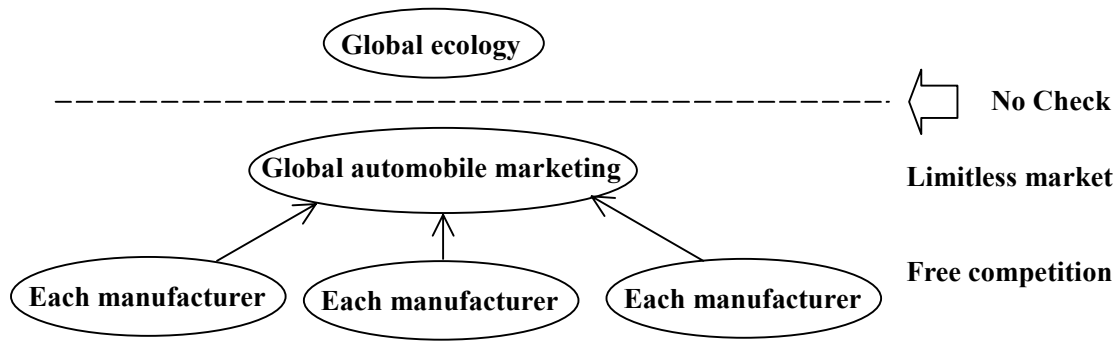 Global ecology
No Check
Global automobile marketing
Limitless market
Each manufacturer
Each manufacturer
Each manufacturer
Free competition